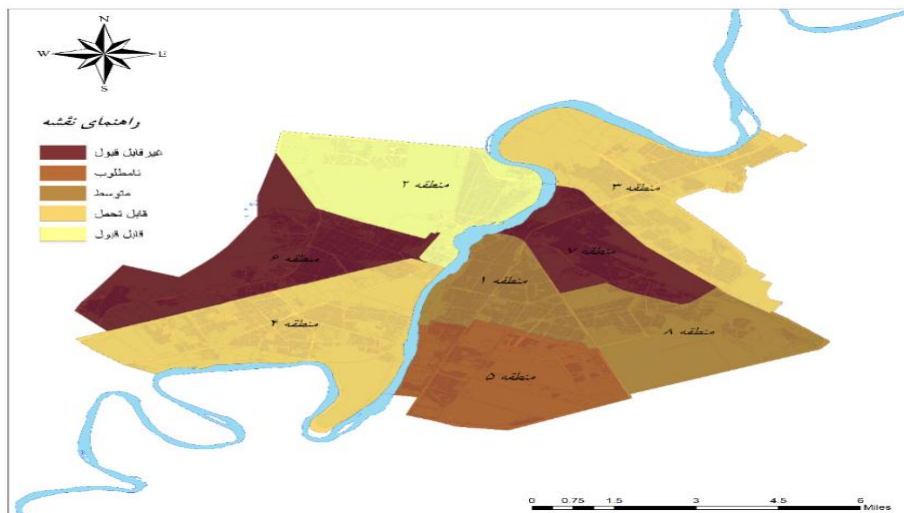 N
W E
S
راهنمای نقشه
غیرقابل قبول
نامطلوب
متوسط
قابل تحمل
قابل قبول
منطقه ۲
منطقه ۳
منطقه ۶
منطقه ۷
منطقه ۱
منطقه ۴
منطقه ۸
منطقه ۵
0 0.75 1.5 3 4.5 6
Miles